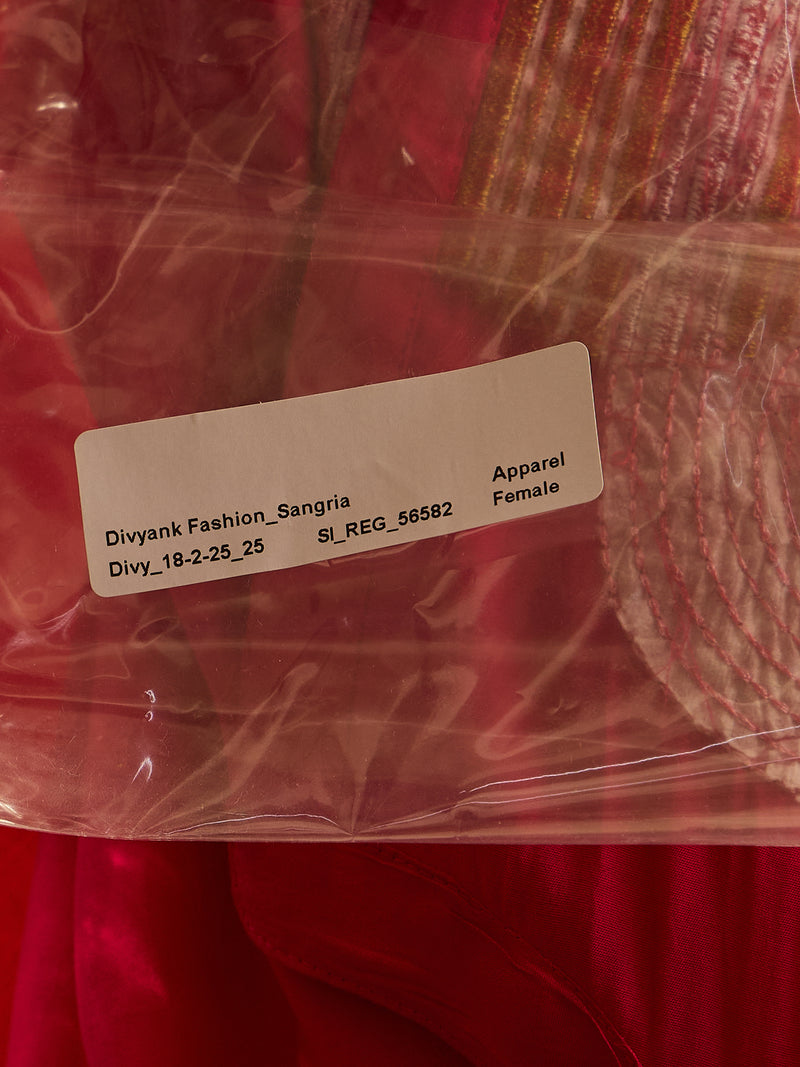 Divyank Fashion_Sangria
Divy_18-2-25_25
SI_REG_56582
Apparel
Female